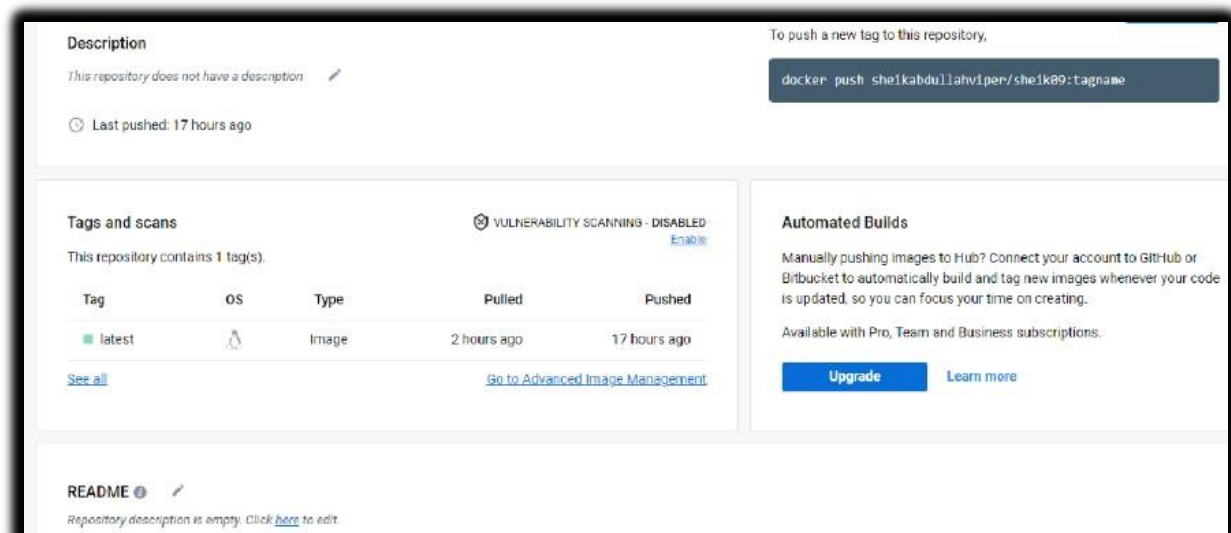 Description
This repository does not have a description
Last pushed: 17 hours ago
To push a new tag to this repository,
docker push sheikabdullahviper/sheik09:tagname
Tags and scans
VULNERABILITY SCANNING - DISABLED
Enable
This repository contains 1 tag(s).
Tag OS Type Pulled Pushed
latest Image 2 hours ago 17 hours ago
See all Go to Advanced Image Management
Automated Builds
Manually pushing images to Hub? Connect your account to GitHub or
Bitbucket to automatically build and tag new images whenever your code
is updated, so you can focus your time on creating.
Available with Pro, Team and Business subscriptions.
Upgrade Learn more
README
Repository description is empty. Click here to edit.